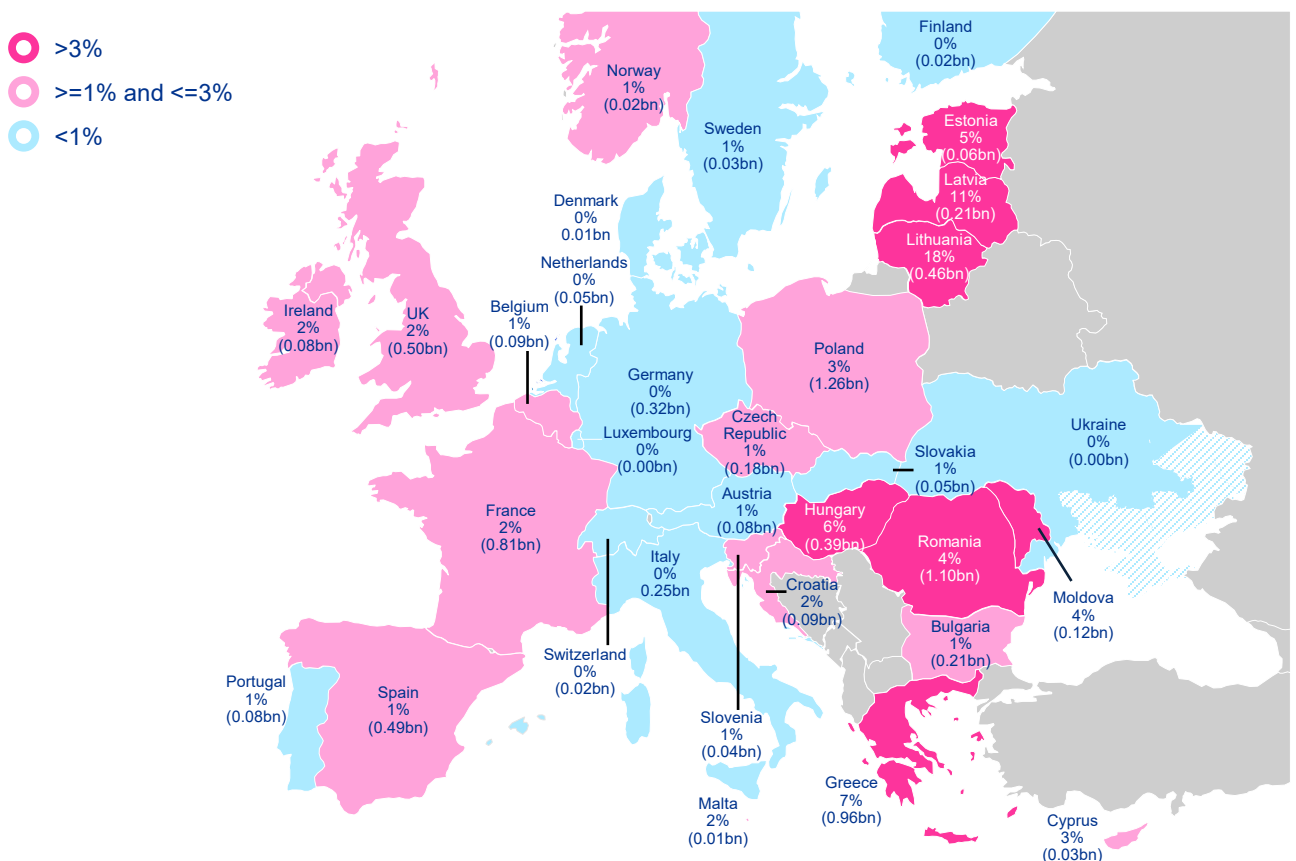 >3%
>=1% and <=3%
<1%
Finland
0%
(0.02bn)
Norway
1%
(0.02bn)
Sweden
1%
(0.03bn)
Estonia
5%
(0.06bn)
Latvia
11%
(0.21bn)
Lithuania
18%
(0.46bn)
Denmark
0%
0.01bn
Netherlands
0%
(0.05bn)
Belgium
1%
(0.09bn)
Ireland
2%
(0.08bn)
UK
2%
(0.50bn)
Poland
3%
(1.26bn)
Germany
0%
(0.32bn)
Luxembourg
0%
(0.00bn)
Czech
Republic
1%
(0.18bn)
Ukraine
0%
(0.00bn)
Slovakia
1%
(0.05bn)
Austria
1%
(0.08bn)
Hungary
6%
(0.39bn)
France
2%
(0.81bn)
Romania
4%
(1.10bn)
Italy
0%
0.25bn
Croatia
2%
(0.09bn)
Moldova
4%
(0.12bn)
Bulgaria
1%
(0.21bn)
Switzerland
0%
(0.02bn)
Portugal
1%
(0.08bn)
Spain
1%
(0.49bn)
Slovenia
1%
(0.04bn)
Greece
7%
(0.96bn)
Malta
2%
(0.01bn)
Cyprus
3%
(0.03bn)